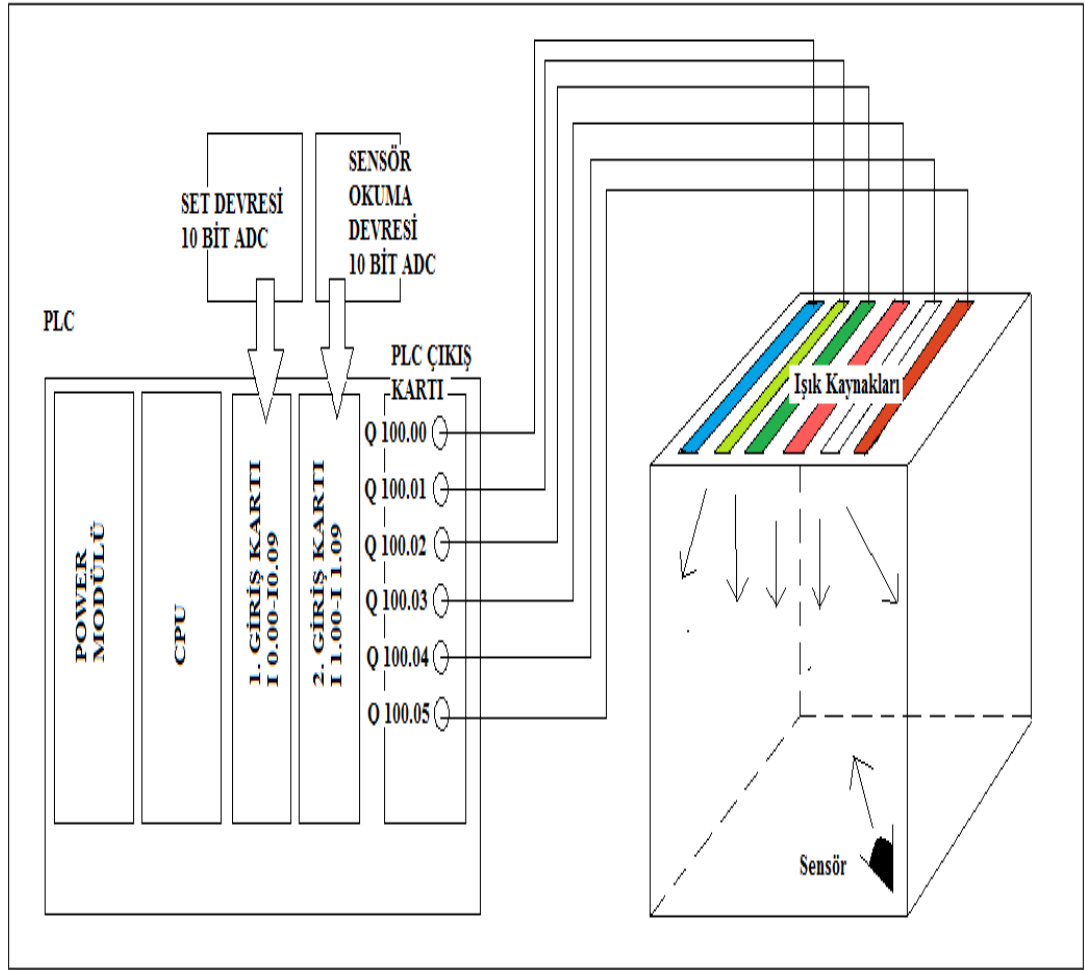 SET DEVRESİ
10 BİT ADC
SENSÖR
OKUMA
DEVRESİ
10 BİT ADC
PLC
PLC ÇIKIŞ
KARTI
POWER
MODÜLÜ
CPU
1. GİRİŞ KARTI
I 0.00-I0.09
2. GİRİŞ KARTI
I 1.00-I 1.09
Q 100.00
Q 100.01
Q 100.02
Q 100.03
Q 100.04
Q 100.05
Işık Kaynakları
Sensör